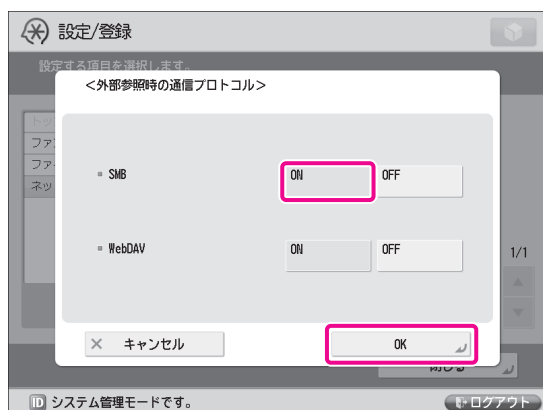 設定/登録
設定する項目を選択します。
<外部参照時の通信プロトコル>
トッ
ファ
ファ
ネッ
SMB ON OFF
WebDAV ON OFF
1/1
× キャンセル OK
閉じる
ID システム管理モードです。 ログアウト